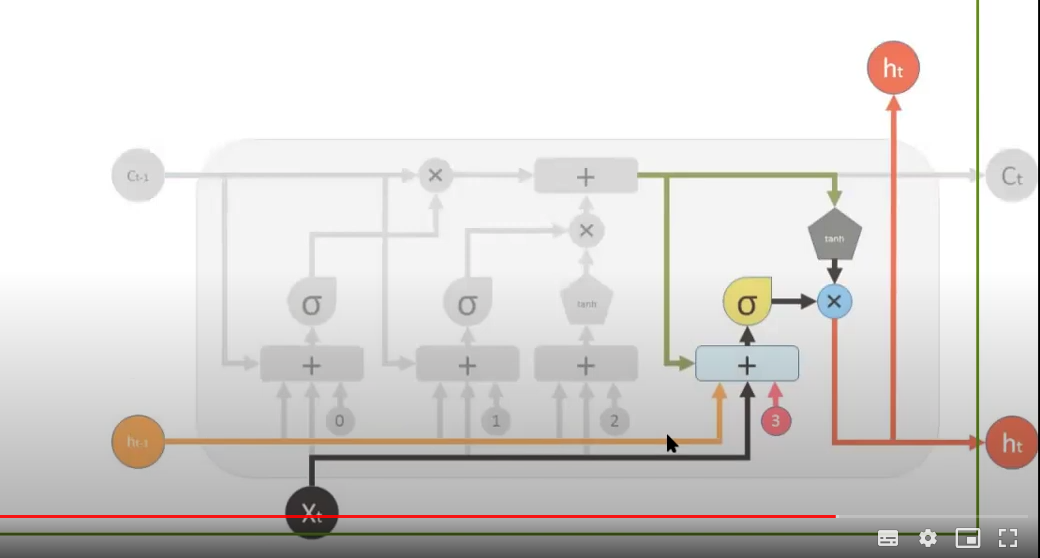 ht
Ct-1
×
+
Ct
×
tanh
σ
σ
tanh
σ
×
+
+
+
+
0
1
2
3
ht-1
ht
Xt